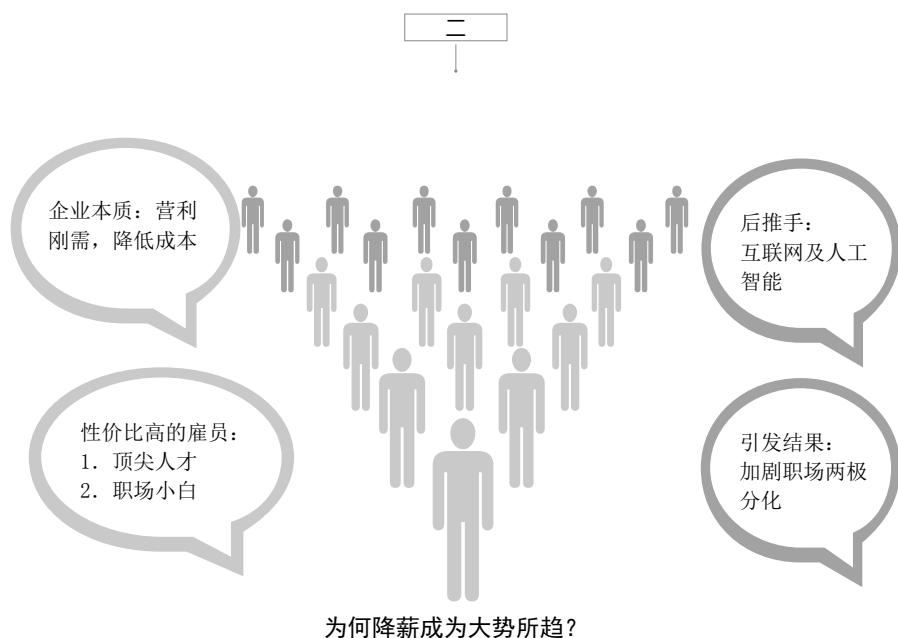 二
企业本质：营利
刚需，降低成本
后推手：
互联网及人工
智能
性价比高的雇员：
1．顶尖人才
2．职场小白
引发结果：
加剧职场两极
分化
为何降薪成为大势所趋？